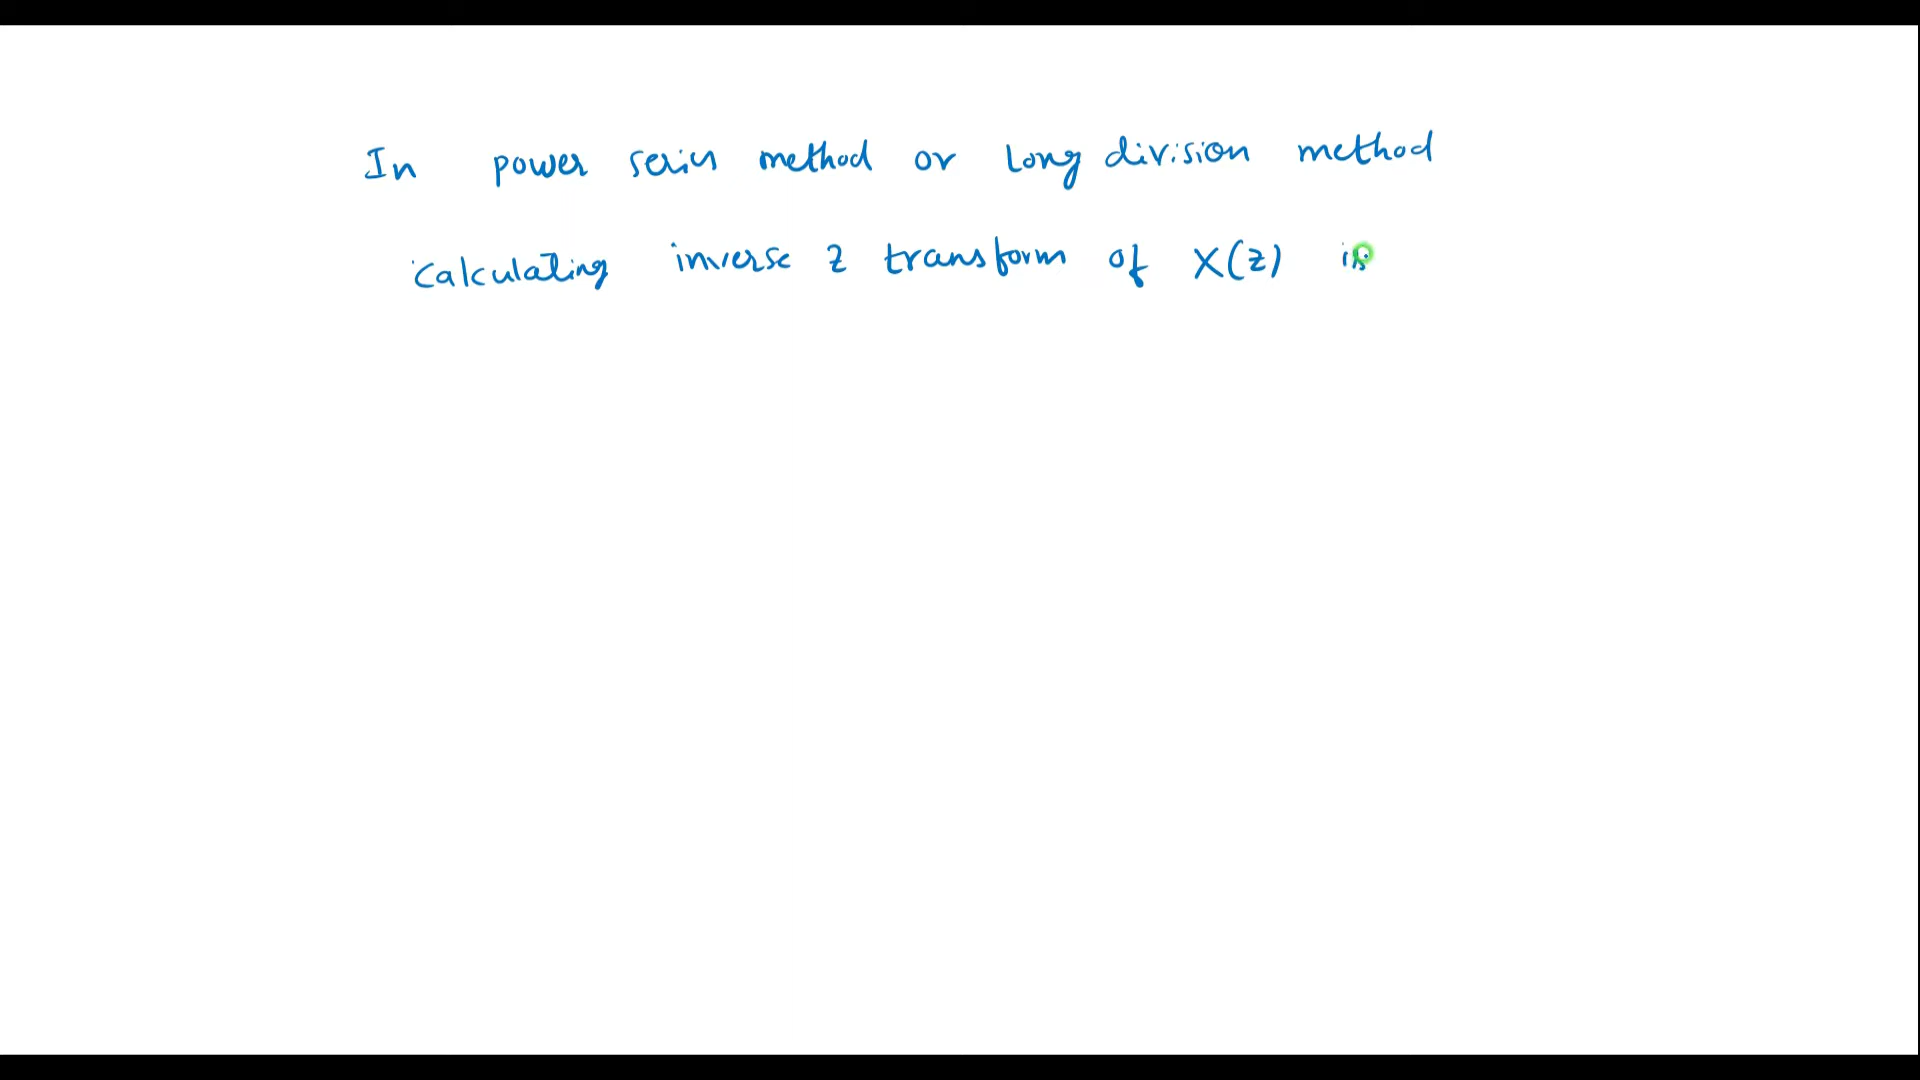 In power series method or long division method
calculating inverse z transform of X(z) is